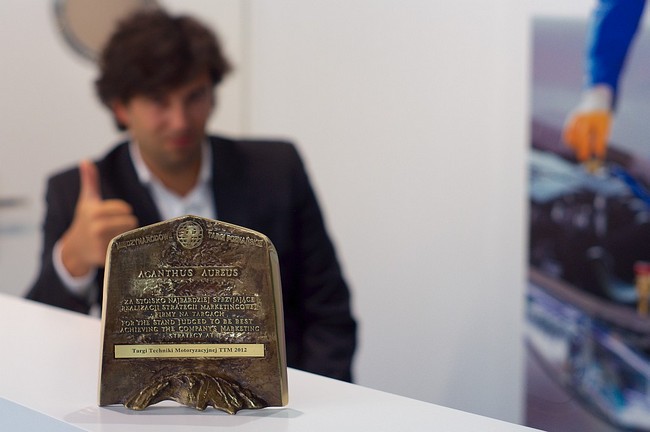 MIĘDZYNARODOWE TARGI POZNAŃSKIE
ACANTHUS AUREUS
ZA STOISKO NAJBARDZIEJ SPRZYJAJĄCE
REALIZACJI STRATEGII MARKETINGOWEJ
FIRMY NA TARGACH
FOR THE STAND JUDGED TO BE BEST
ACHIEVING THE COMPANY'S MARKETING
STRATEGY AT
Targi Techniki Motoryzacyjnej TTM 2012